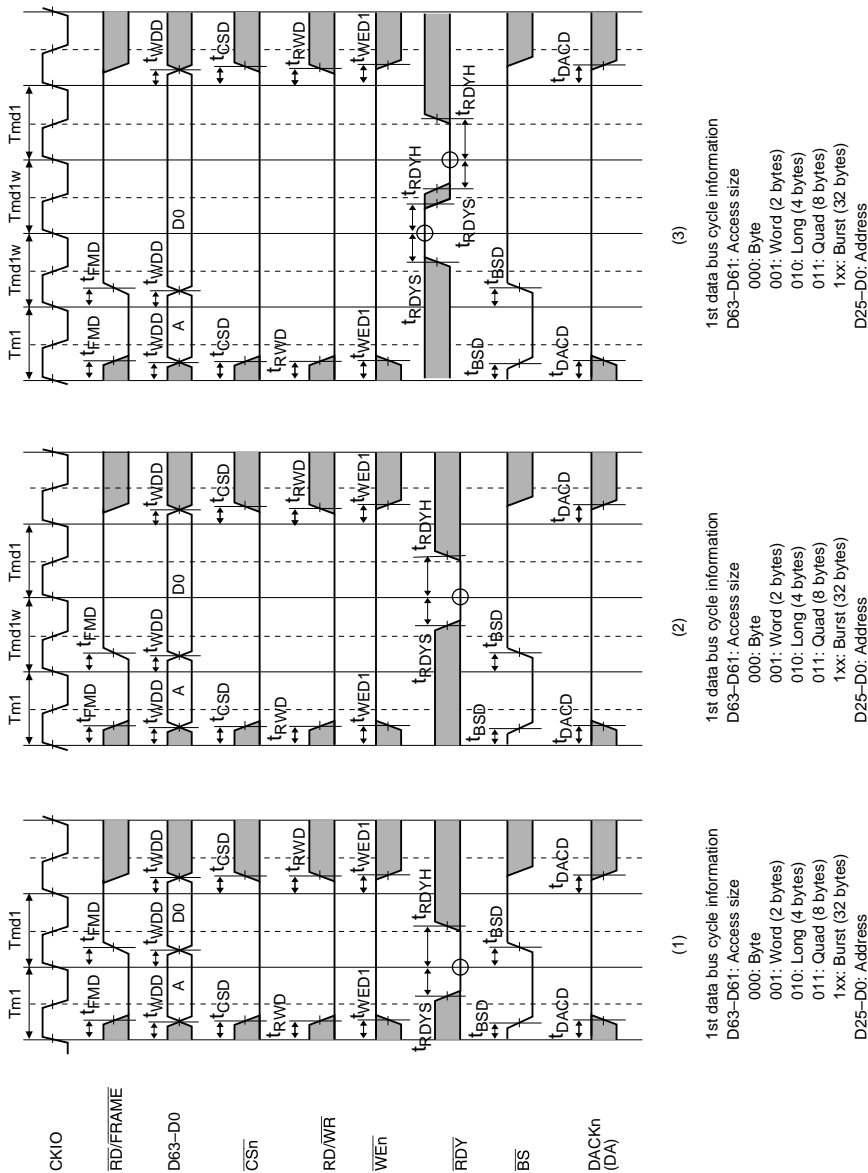 CKIO
RD/FRAME
D63–D0
CSn
RD/WR
WEn
RDY
BS
DACKn
(DA)
Tm1 Tmd1
tFMD tFMD
tWDD tWDD tWDD
A D0
tCSD tCSD
tRWD tRWD
tWED1 tWED1
tRDYS tRDYH
tBSD tBSD
tDACD tDACD
(1)
1st data bus cycle information
D63–D61: Access size
000: Byte
001: Word (2 bytes)
010: Long (4 bytes)
011: Quad (8 bytes)
1xx: Burst (32 bytes)
D25–D0: Address
Tm1 Tmd1w Tmd1
tFMD tFMD
tWDD tWDD tWDD
A D0
tCSD tCSD
tRWD tRWD
tWED1 tWED1
tRDYS tRDYH
tBSD tBSD
tDACD tDACD
(2)
1st data bus cycle information
D63–D61: Access size
000: Byte
001: Word (2 bytes)
010: Long (4 bytes)
011: Quad (8 bytes)
1xx: Burst (32 bytes)
D25–D0: Address
Tm1 Tmd1w Tmd1w Tmd1
tFMD tFMD
tWDD tWDD tWDD
A D0
tCSD tCSD
tRWD tRWD
tWED1 tWED1
tRDYS tRDYH
tRDYS tRDYH
tBSD tBSD
tDACD tDACD
(3)
1st data bus cycle information
D63–D61: Access size
000: Byte
001: Word (2 bytes)
010: Long (4 bytes)
011: Quad (8 bytes)
1xx: Burst (32 bytes)
D25–D0: Address